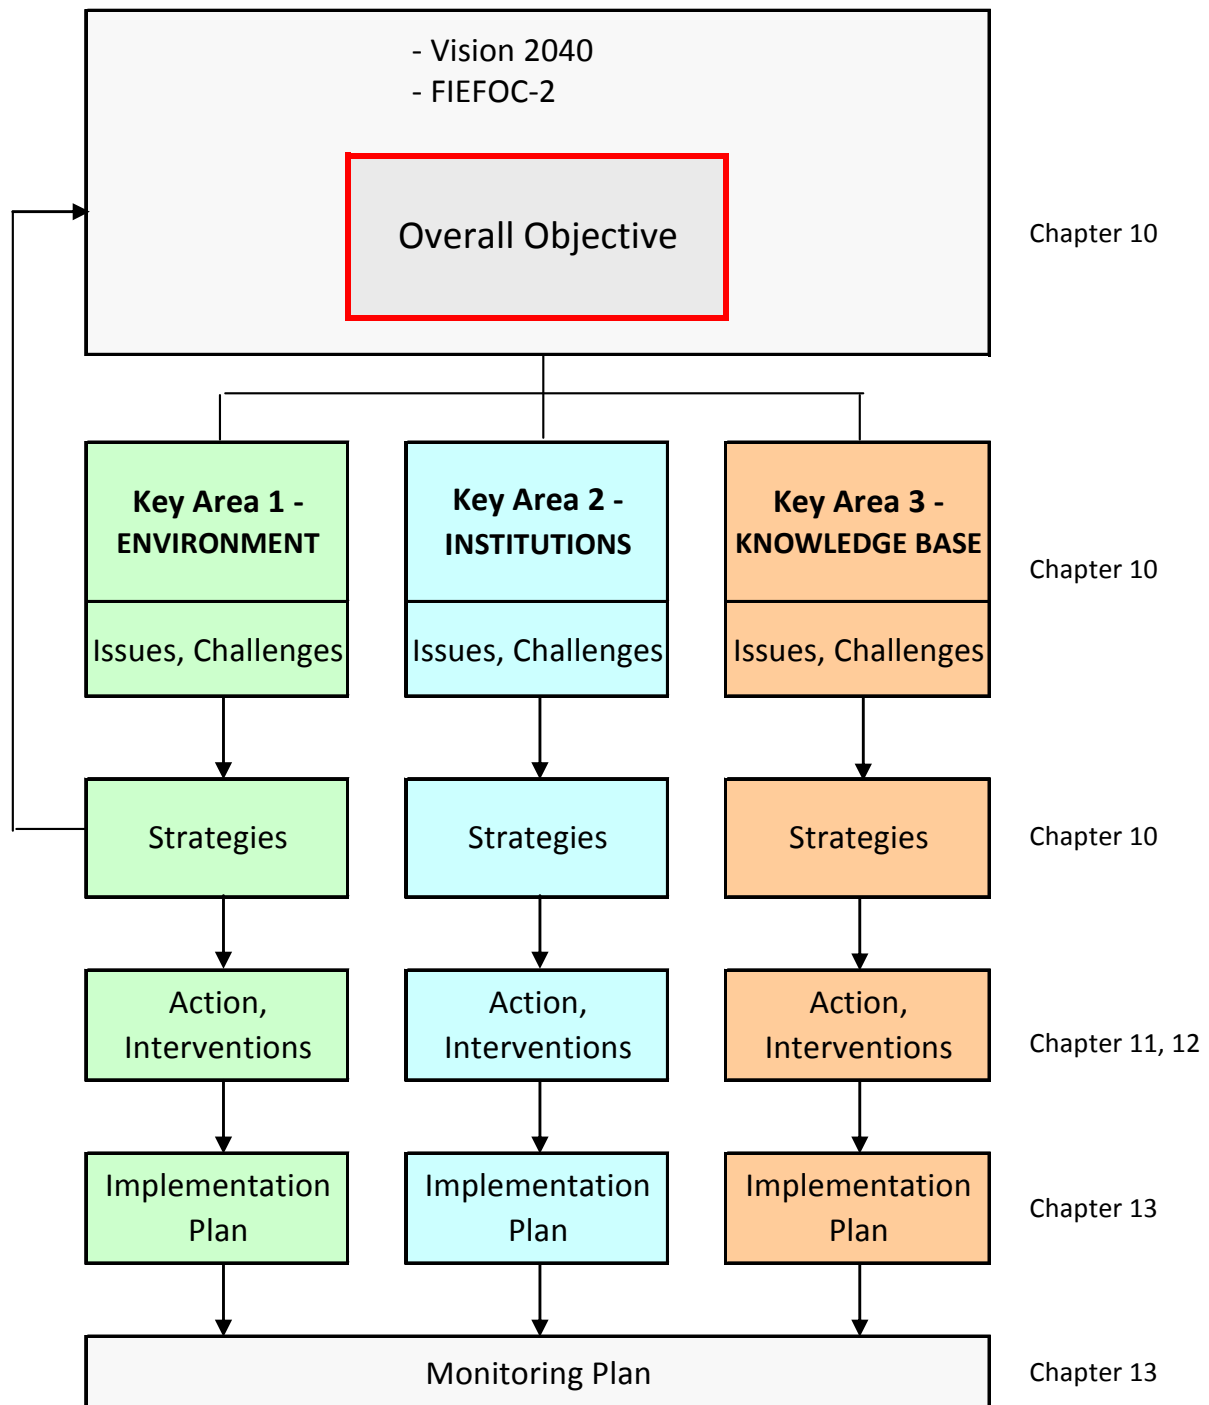 - Vision 2040
- FIEFOC-2
Overall Objective
Chapter 10
Key Area 1 -
ENVIRONMENT
Key Area 2 -
INSTITUTIONS
Key Area 3 -
KNOWLEDGE BASE
Chapter 10
Issues, Challenges
Issues, Challenges
Issues, Challenges
Strategies
Strategies
Strategies
Chapter 10
Action,
Interventions
Action,
Interventions
Action,
Interventions
Chapter 11, 12
Implementation
Plan
Implementation
Plan
Implementation
Plan
Chapter 13
Monitoring Plan
Chapter 13